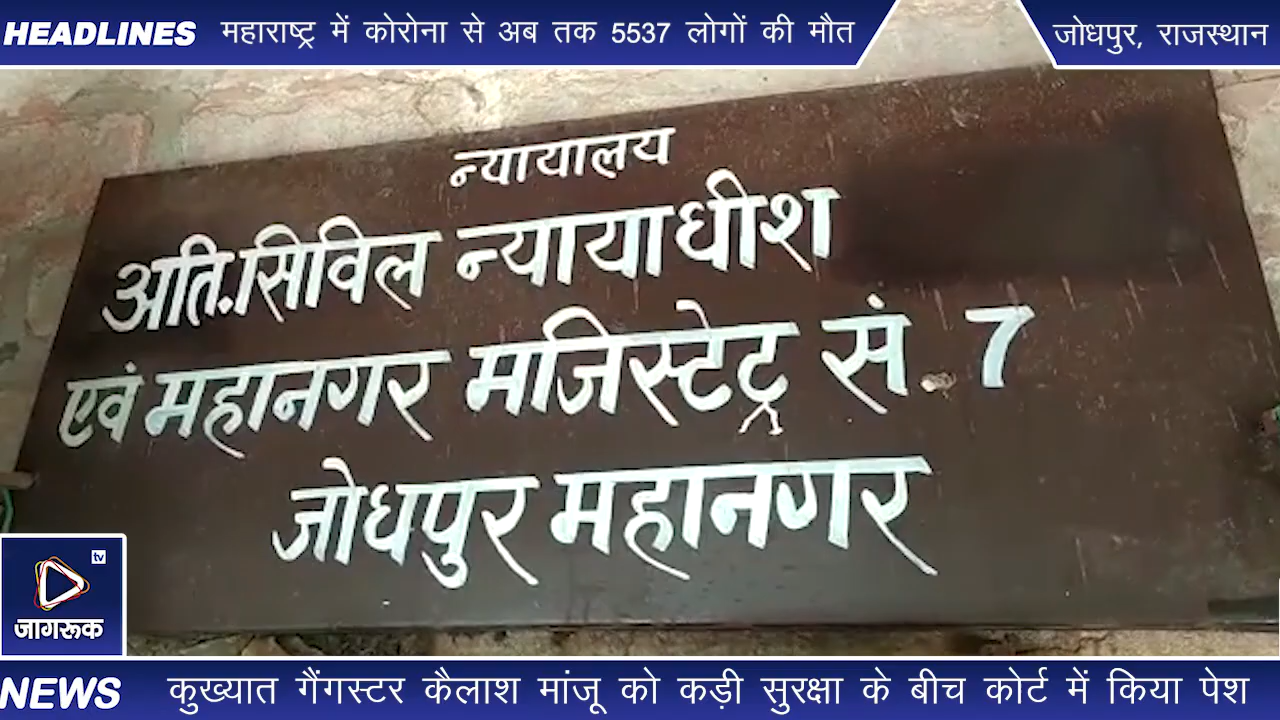 HEADLINES महाराष्ट्र में कोरोना से अब तक 5537 लोगों की मौत
जोधपुर, राजस्थान
न्यायालय
अति.सिविल न्यायाधीश
एवं महानगर मजिस्टेट्र सं. 7
जोधपुर महानगर
tv
जागरूक
NEWS कुख्यात गैंगस्टर कैलाश मांजू को कड़ी सुरक्षा के बीच कोर्ट में किया पेश